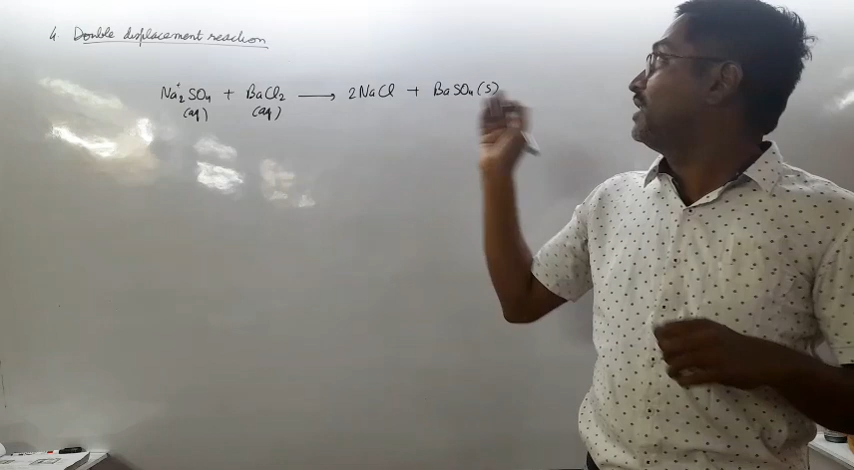 4. Double displacement reaction
Na₂SO₄ + BaCl₂ ⟶ 2NaCl + BaSO₄(s)
(aq) (aq)